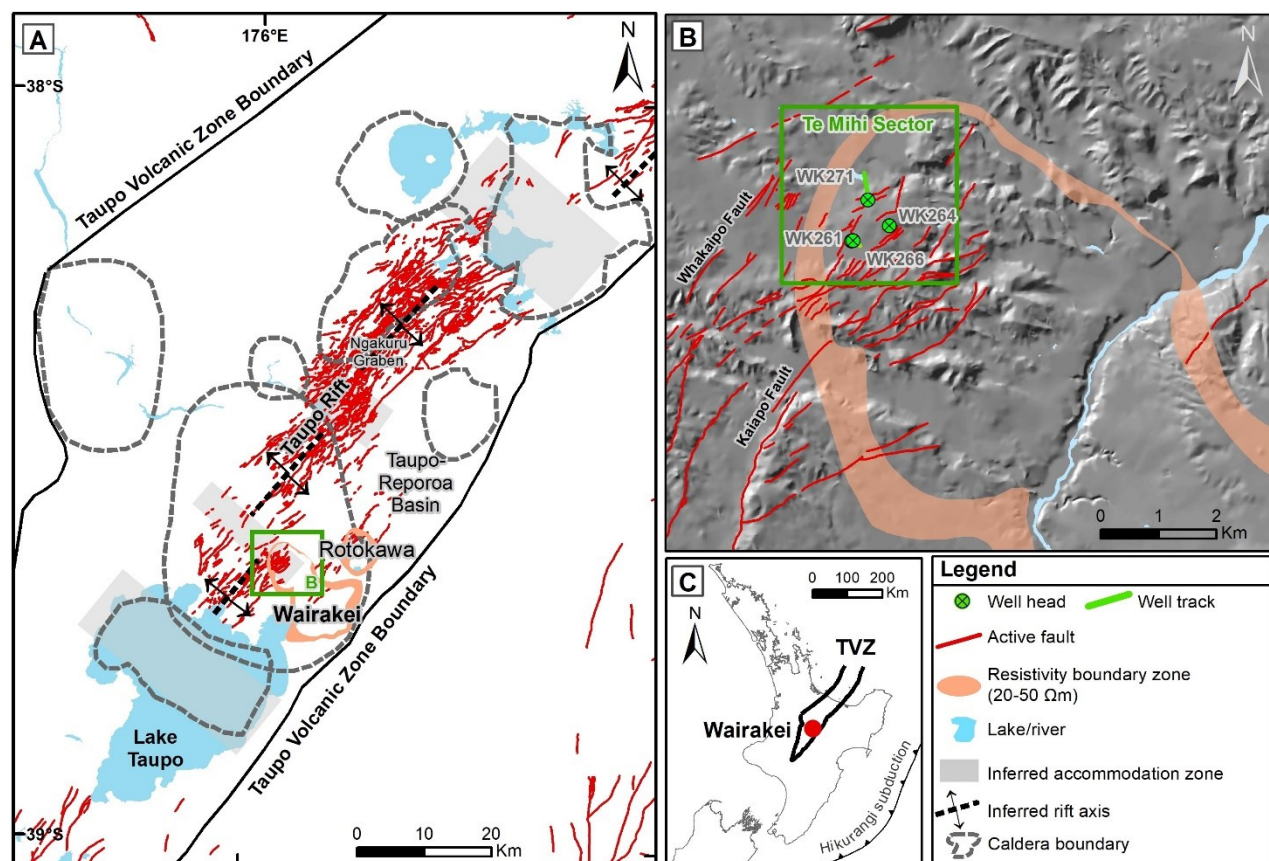 A
176°E
N
38°S
Taupo Volcanic Zone Boundary
Ngakuru
Graben
Taupo Rift
Taupo-
Reporoa
Basin
Rotokawa
B
Wairakei
Taupo Volcanic Zone Boundary
Lake
Taupo
39°S
0 10 20
Km
B
N
Te Mihi Sector
WK271
WK264
WK261
WK266
Whakaipo Fault
Kaiapo Fault
0 1 2
Km
C
0 100 200
Km
N
TVZ
Wairakei
Hikurangi subduction
Legend
Well head
Well track
Active fault
Resistivity boundary zone
(20-50 Ωm)
Lake/river
Inferred accommodation zone
Inferred rift axis
Caldera boundary